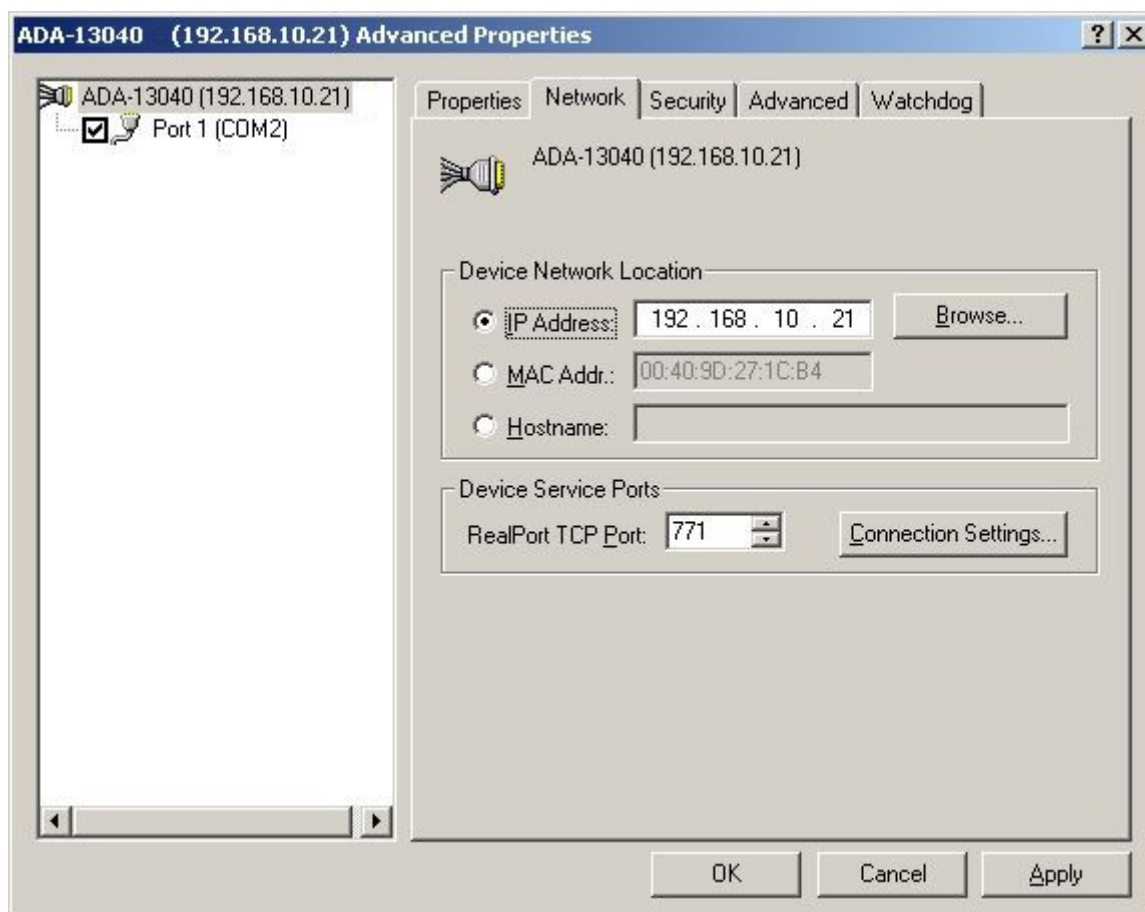 ADA-13040 (192.168.10.21) Advanced Properties
ADA-13040 (192.168.10.21)
Port 1 (COM2)
Properties Network Security Advanced Watchdog
ADA-13040 (192.168.10.21)
Device Network Location
IP Address: 192 . 168 . 10 . 21 Browse...
MAC Addr.: 00:40:9D:27:1C:B4
Hostname:
Device Service Ports
RealPort TCP Port: 771 Connection Settings...
OK Cancel Apply